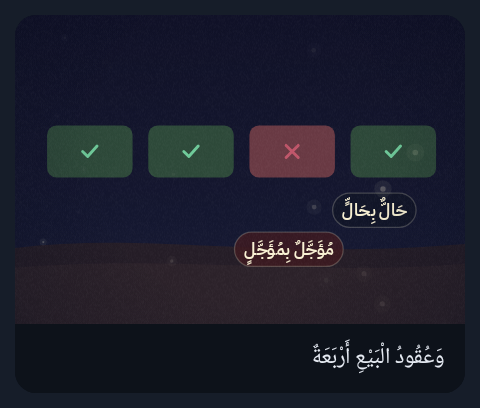 حَالٌّ بِحَالٍّ
مُؤَجَّلٌ بِمُؤَجَّلٍ
وَعُقُودُ الْبَيْعِ أَرْبَعَةٌ